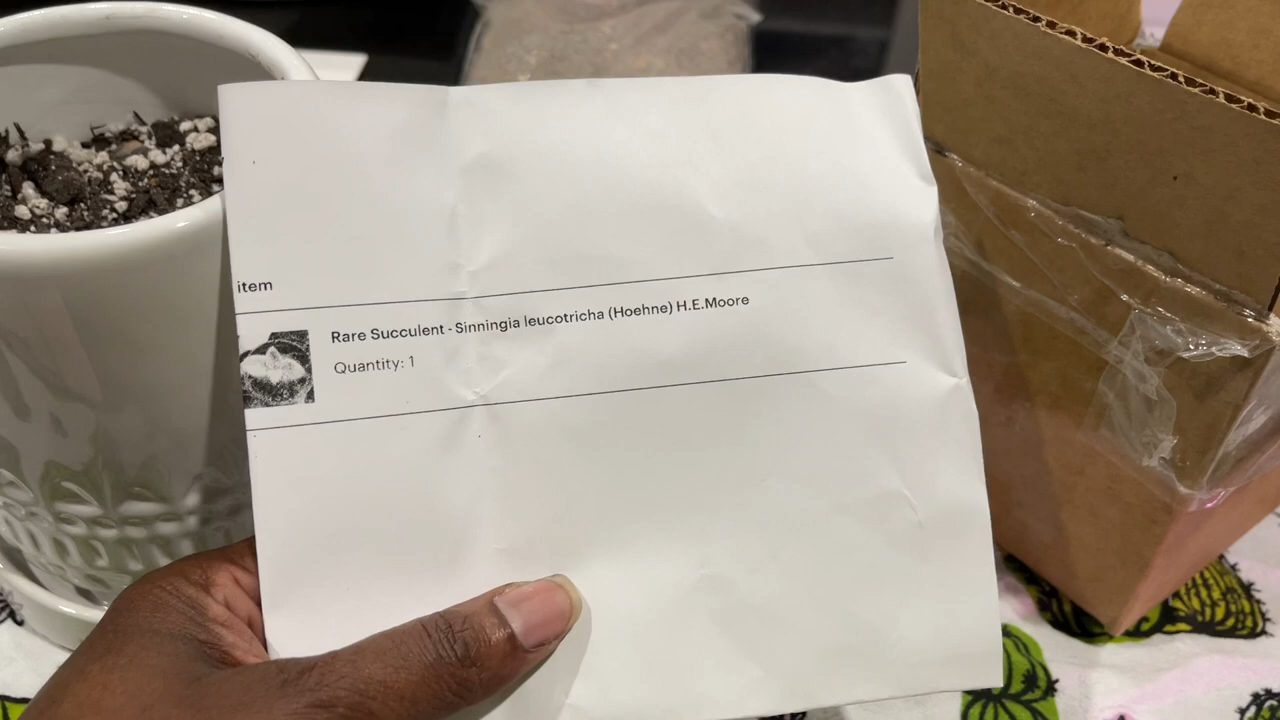 item
Rare Succulent - Sinningia leucotricha (Hoehne) H.E.Moore
Quantity: 1